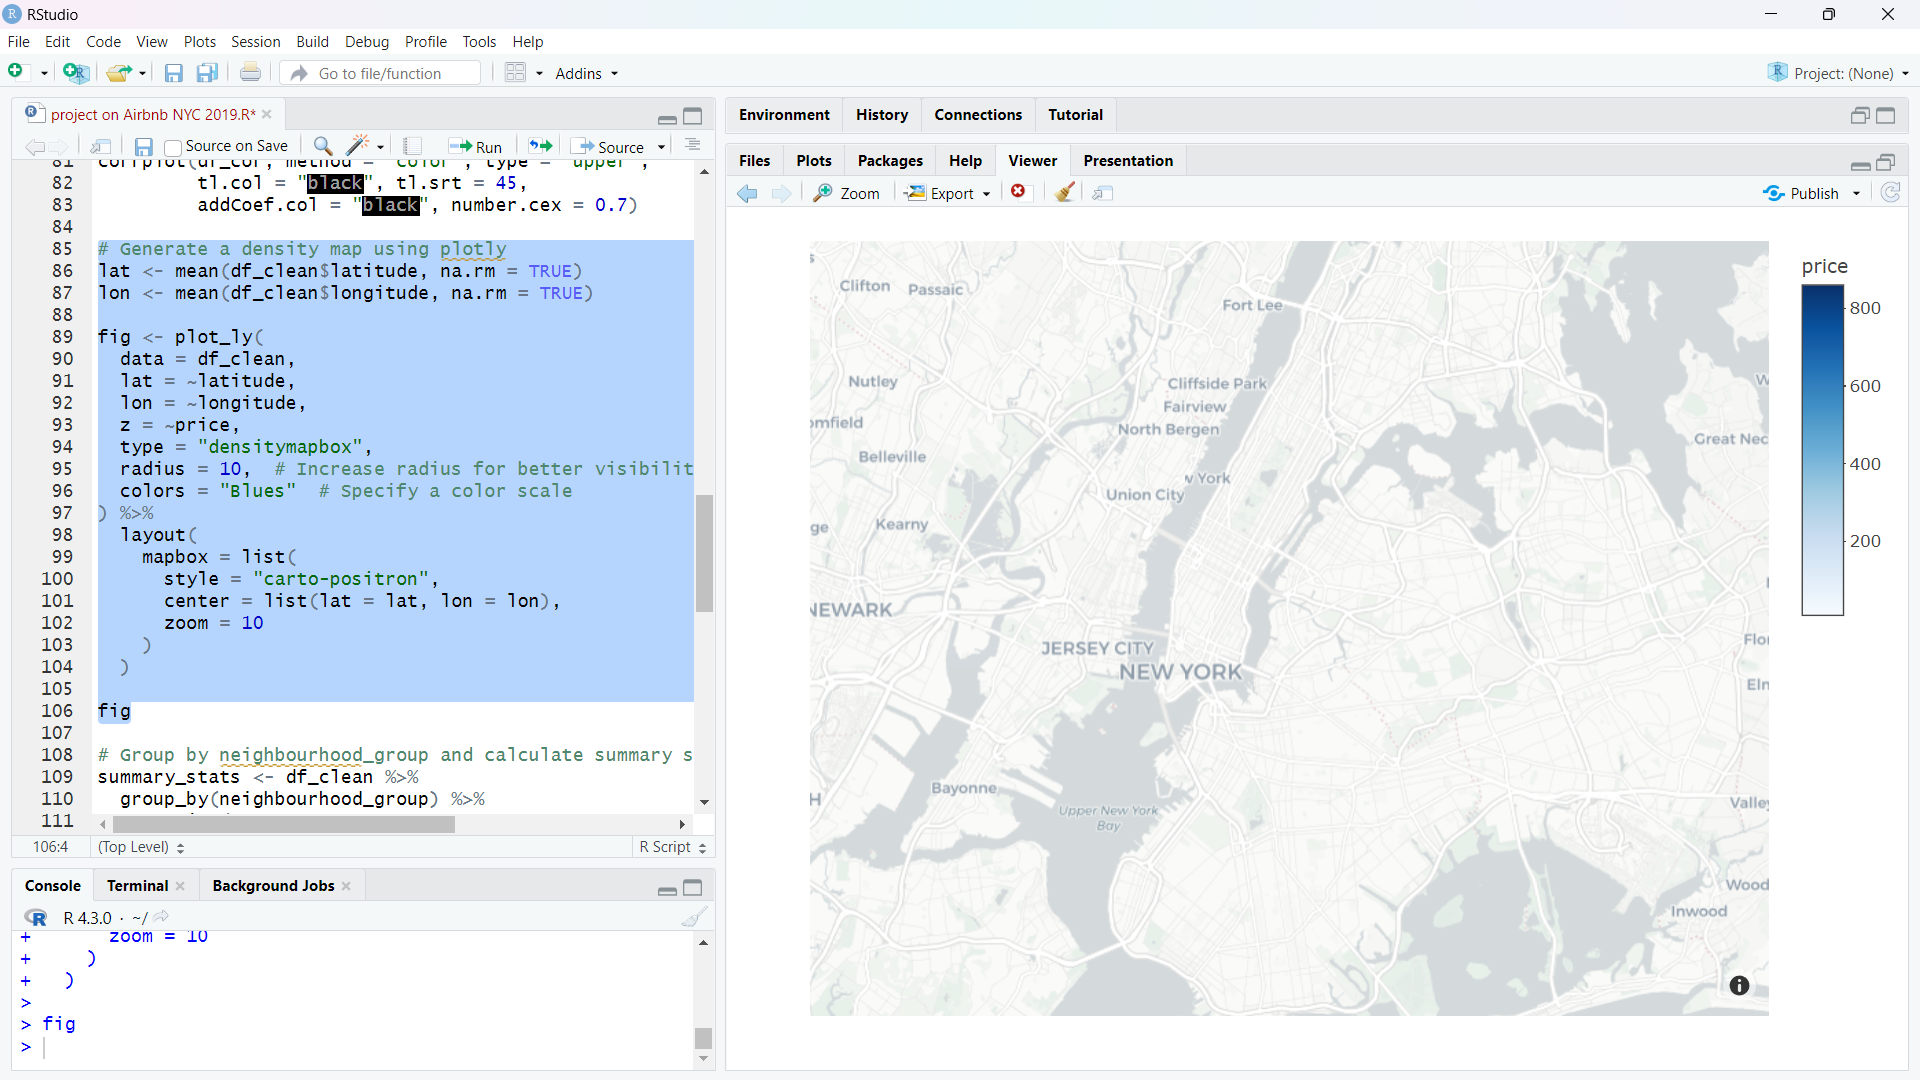 RStudio
File Edit Code View Plots Session Build Debug Profile Tools Help
Go to file/function Addins Project: (None)
project on Airbnb NYC 2019.R*
Source on Save Run Source
81 corrplot(df_cor, method = "color", type = "upper",
82 tl.col = "black", tl.srt = 45,
83 addCoef.col = "black", number.cex = 0.7)
84
85 # Generate a density map using plotly
86 lat <- mean(df_clean$latitude, na.rm = TRUE)
87 lon <- mean(df_clean$longitude, na.rm = TRUE)
88
89 fig <- plot_ly(
90 data = df_clean,
91 lat = ~latitude,
92 lon = ~longitude,
93 z = ~price,
94 type = "densitymapbox",
95 radius = 10, # Increase radius for better visibilit
96 colors = "Blues" # Specify a color scale
97 ) %>%
98 layout(
99 mapbox = list(
100 style = "carto-positron",
101 center = list(lat = lat, lon = lon),
102 zoom = 10
103 )
104 )
105
106 fig
107
108 # Group by neighbourhood_group and calculate summary s
109 summary_stats <- df_clean %>%
110 group_by(neighbourhood_group) %>%
111
106:4 (Top Level) R Script
Console Terminal Background Jobs
R 4.3.0 · ~/
+ zoom = 10
+ )
+ )
>
> fig
>
Environment History Connections Tutorial
Files Plots Packages Help Viewer Presentation
Zoom Export Publish
Clifton
Passaic
Fort Lee
Nutley
Cliffside Park
Fairview
omfield
North Bergen
Great Nec
Belleville
w York
Union City
ge
Kearny
NEWARK
JERSEY CITY
Flo
NEW YORK
Eln
H
Bayonne
Upper New York
Bay
Valley
Wood
Inwood
price
800
600
400
200